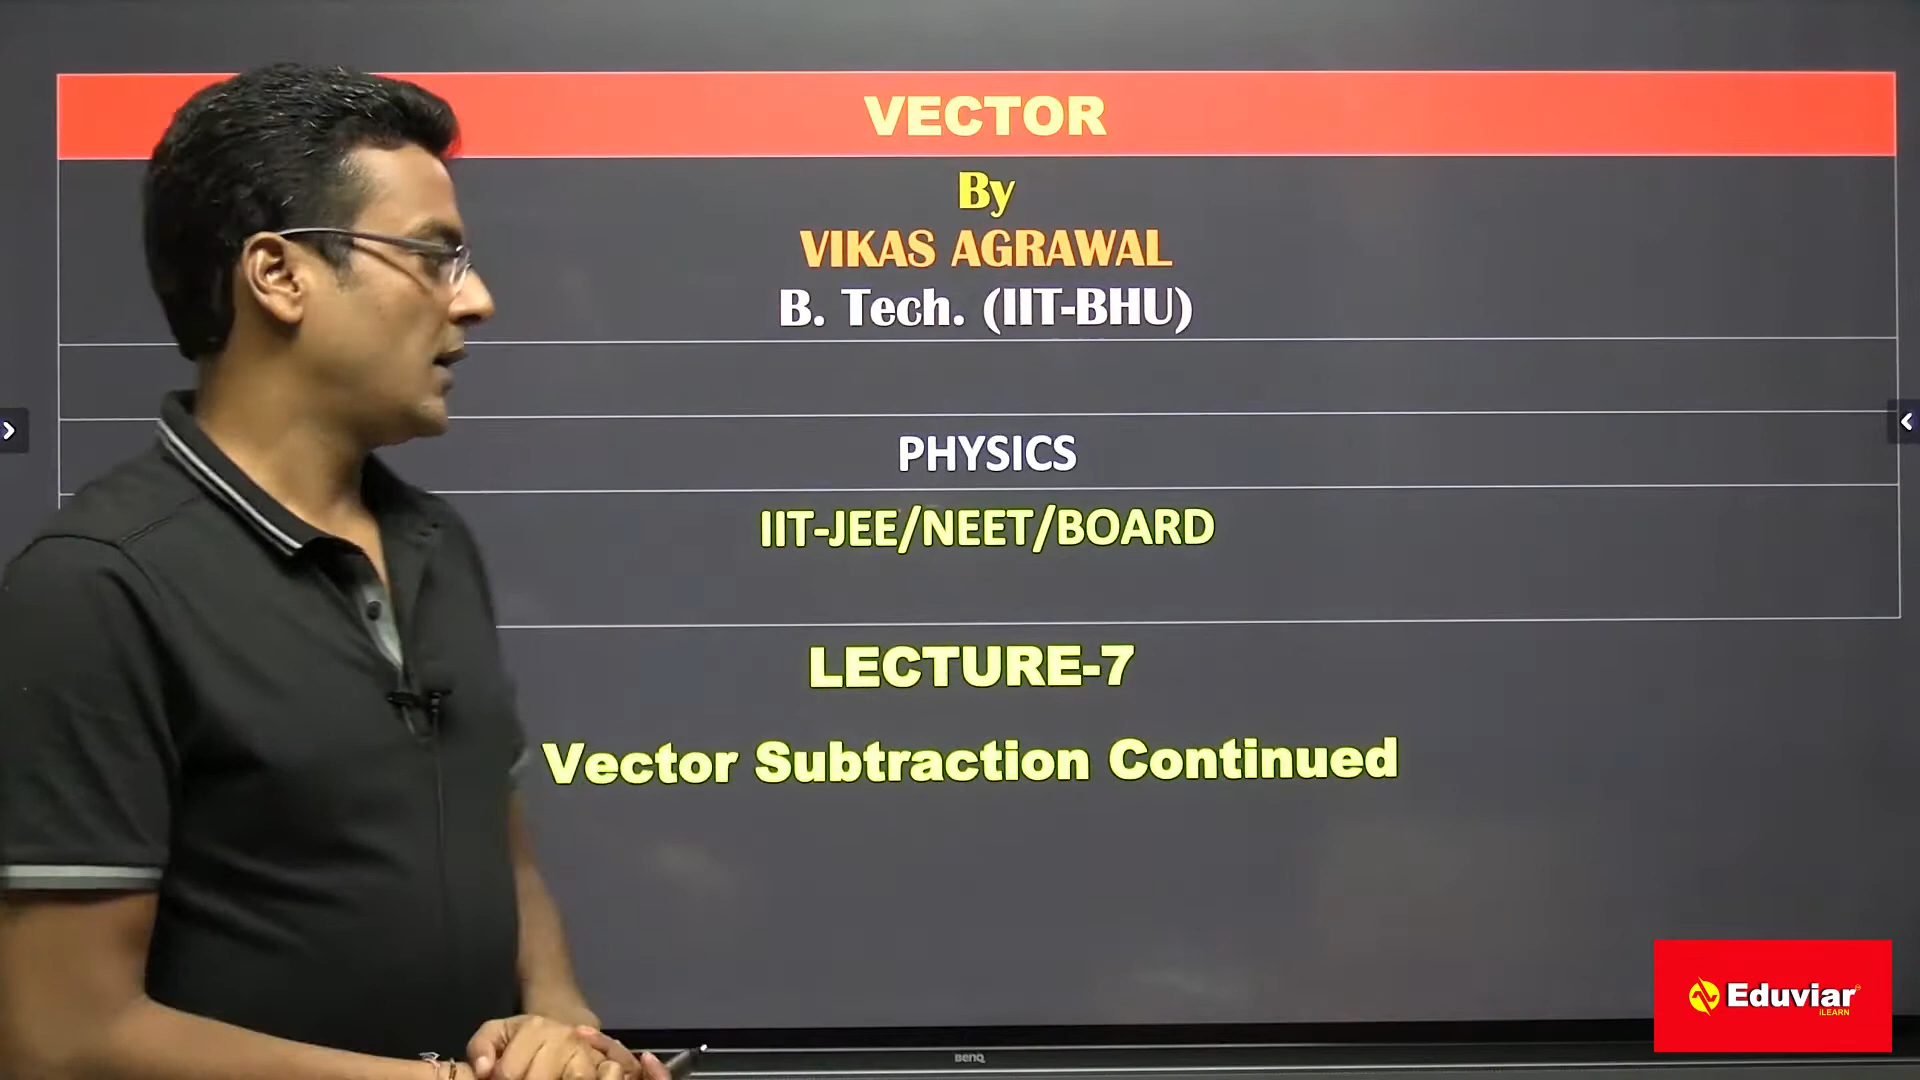 VECTOR
By
VIKAS AGRAWAL
B. Tech. (IIT-BHU)
PHYSICS
IIT-JEE/NEET/BOARD
LECTURE-7
Vector Subtraction Continued
Eduviar
iLEARN
BenQ